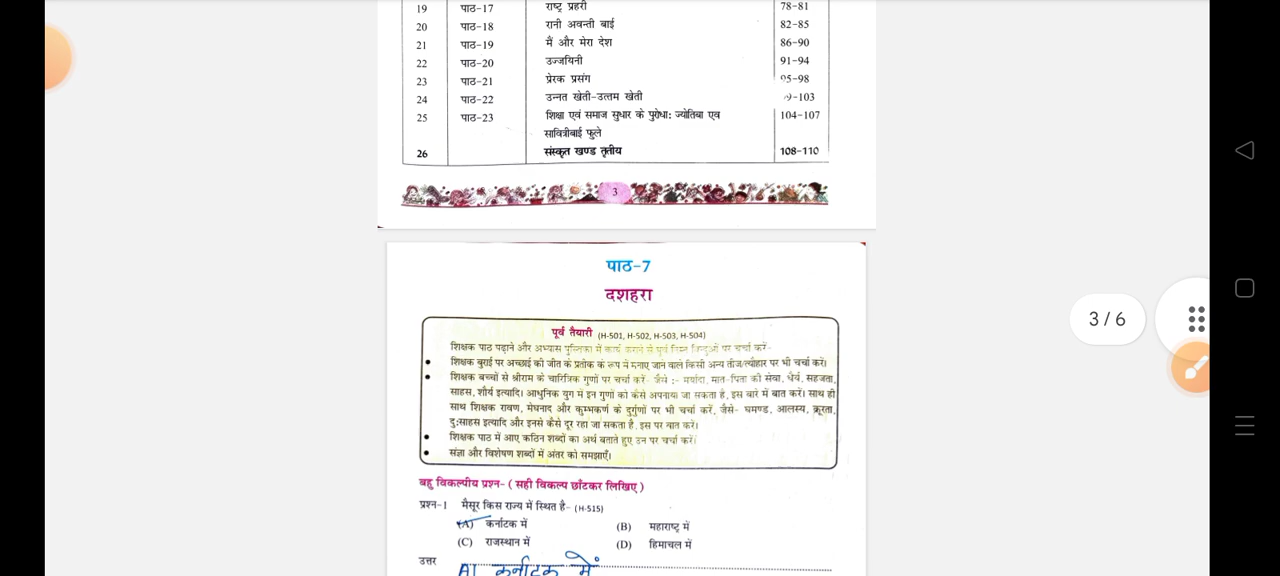 19 पाठ-17 राष्ट्र प्रहरी 78-81
20 पाठ-18 रानी अवन्ती बाई 82-85
21 पाठ-19 मैं और मेरा देश 86-90
22 पाठ-20 उज्जयिनी 91-94
23 पाठ-21 प्रेरक प्रसंग 95-98
24 पाठ-22 उन्नत खेती-उत्तम खेती 9-103
25 पाठ-23 शिक्षा एवं समाज सुधार के पुरोधा: ज्योतिबा एव 104-107
सावित्रीबाई फुले
26 संस्कृत खण्ड तृतीय 108-110
3
पाठ-7
दशहरा
पूर्व तैयारी (H-501, H-502, H-503, H-504)
शिक्षक पाठ पढ़ाने और अभ्यास पुस्तिका में कार्य कराने से पूर्व निम्न बिन्दुओं पर चर्चा करें-
• शिक्षक बुराई पर अच्छाई की जीत के प्रतीक के रूप में मनाए जाने वाले किसी अन्य तीज/त्यौहार पर भी चर्चा करें।
• शिक्षक बच्चों से श्रीराम के चारित्रिक गुणों पर चर्चा करें- जैसे :- मर्यादा, मात-पिता की सेवा, धैर्य, सहजता,
साहस, शौर्य इत्यादि। आधुनिक युग में इन गुणों को कैसे अपनाया जा सकता है, इस बारे में बात करें। साथ ही
साथ शिक्षक रावण, मेघनाद और कुम्भकर्ण के दुर्गुणों पर भी चर्चा करें, जैसे- घमण्ड, आलस्य, क्रूरता,
दु:साहस इत्यादि और इनसे कैसे दूर रहा जा सकता है, इस पर बात करें।
• शिक्षक पाठ में आए कठिन शब्दों का अर्थ बताते हुए उन पर चर्चा करें।
• संज्ञा और विशेषण शब्दों में अंतर को समझाएँ।
बहु विकल्पीय प्रश्न- ( सही विकल्प छाँटकर लिखिए )
प्रश्न-1 मैसूर किस राज्य में स्थित है- (H-515)
(A) कर्नाटक में (B) महाराष्ट्र में
(C) राजस्थान में (D) हिमाचल में
उत्तर A) कर्नाटक में
3 / 6